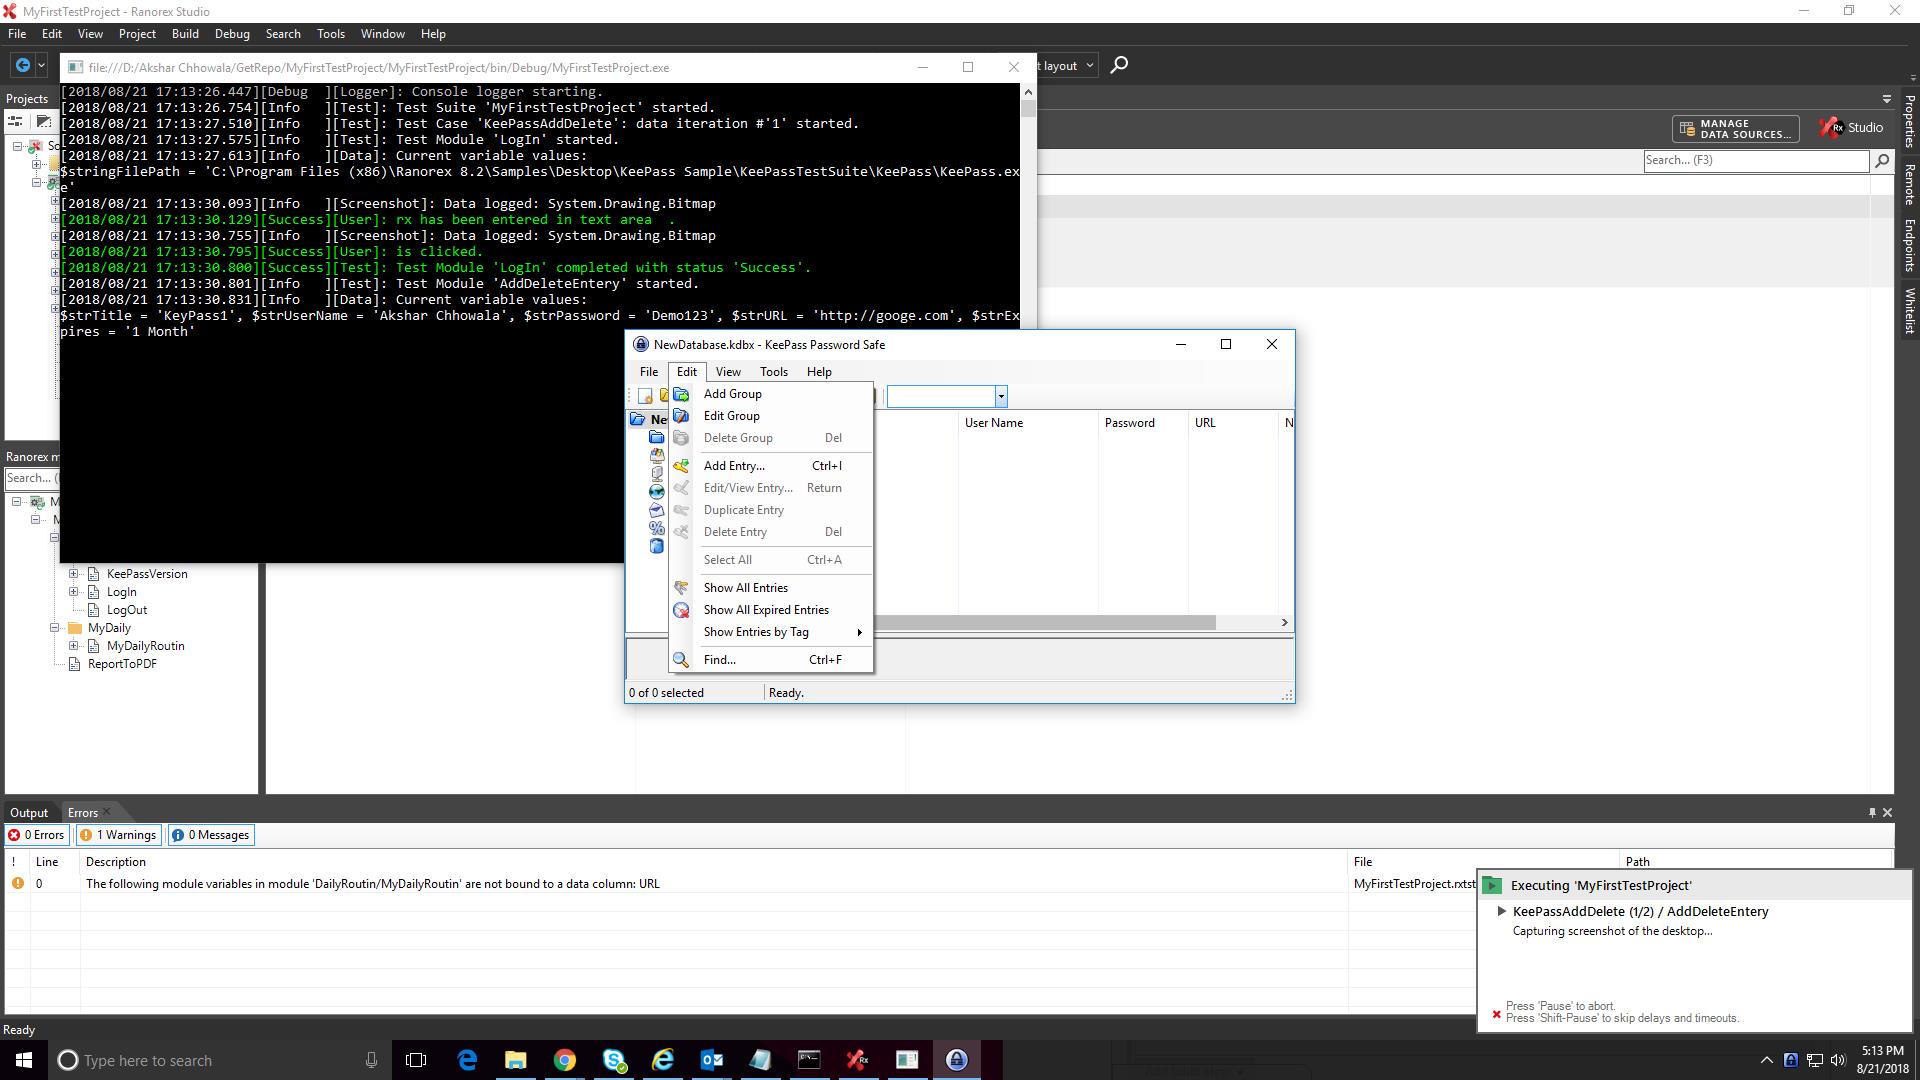 MyFirstTestProject - Ranorex Studio
File Edit View Project Build Debug Search Tools Window Help
file:///D:/Akshar Chhowala/GetRepo/MyFirstTestProject/MyFirstTestProject/bin/Debug/MyFirstTestProject.exe
t layout
Projects
[2018/08/21 17:13:26.447][Debug ][Logger]: Console logger starting.
[2018/08/21 17:13:26.754][Info ][Test]: Test Suite 'MyFirstTestProject' started.
[2018/08/21 17:13:27.510][Info ][Test]: Test Case 'KeePassAddDelete': data iteration #'1' started.
[2018/08/21 17:13:27.575][Info ][Test]: Test Module 'LogIn' started.
[2018/08/21 17:13:27.613][Info ][Data]: Current variable values:
$stringFilePath = 'C:\Program Files (x86)\Ranorex 8.2\Samples\Desktop\KeePass Sample\KeePassTestSuite\KeePass\KeePass.ex
e'
[2018/08/21 17:13:30.093][Info ][Screenshot]: Data logged: System.Drawing.Bitmap
[2018/08/21 17:13:30.129][Success][User]: rx has been entered in text area .
[2018/08/21 17:13:30.755][Info ][Screenshot]: Data logged: System.Drawing.Bitmap
[2018/08/21 17:13:30.795][Success][User]: is clicked.
[2018/08/21 17:13:30.800][Success][Test]: Test Module 'LogIn' completed with status 'Success'.
[2018/08/21 17:13:30.801][Info ][Test]: Test Module 'AddDeleteEntery' started.
[2018/08/21 17:13:30.831][Info ][Data]: Current variable values:
$strTitle = 'KeyPass1', $strUserName = 'Akshar Chhowala', $strPassword = 'Demo123', $strURL = 'http://googe.com', $strEx
pires = '1 Month'
MANAGE
DATA SOURCES...
Rx Studio
Search... (F3)
Properties
Remote
Endpoints
Whitelist
So
NewDatabase.kdbx - KeePass Password Safe
File Edit View Tools Help
New
User Name Password URL N
Add Group
Edit Group
Delete Group Del
Add Entry... Ctrl+I
Edit/View Entry... Return
Duplicate Entry
Delete Entry Del
Select All Ctrl+A
Show All Entries
Show All Expired Entries
Show Entries by Tag
Find... Ctrl+F
0 of 0 selected Ready.
Ranorex m
Search... (
M
M
KeePassVersion
LogIn
LogOut
MyDaily
MyDailyRoutin
ReportToPDF
Output Errors
0 Errors 1 Warnings 0 Messages
! Line Description File Path
0 The following module variables in module 'DailyRoutin/MyDailyRoutin' are not bound to a data column: URL MyFirstTestProject.rxtst
Executing 'MyFirstTestProject'
KeePassAddDelete (1/2) / AddDeleteEntery
Capturing screenshot of the desktop...
Press 'Pause' to abort.
Press 'Shift-Pause' to skip delays and timeouts.
Ready
Type here to search
5:13 PM
8/21/2018